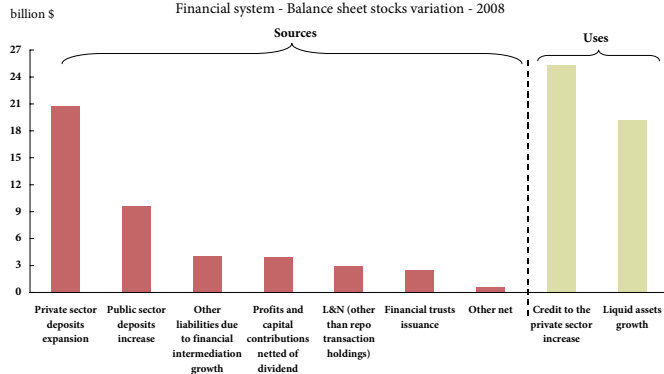 Financial system - Balance sheet stocks variation - 2008
billion $
Sources
Uses
27
24
21
18
15
12
9
6
3
0
Private sector
deposits
expansion
Public sector
deposits
increase
Other
liabilities due
to financial
intermediation
growth
Profits and
capital
contributions
netted of
dividend
L&N (other
than repo
transaction
holdings)
Financial trusts
issuance
Other net
Credit to the
private sector
increase
Liquid assets
growth